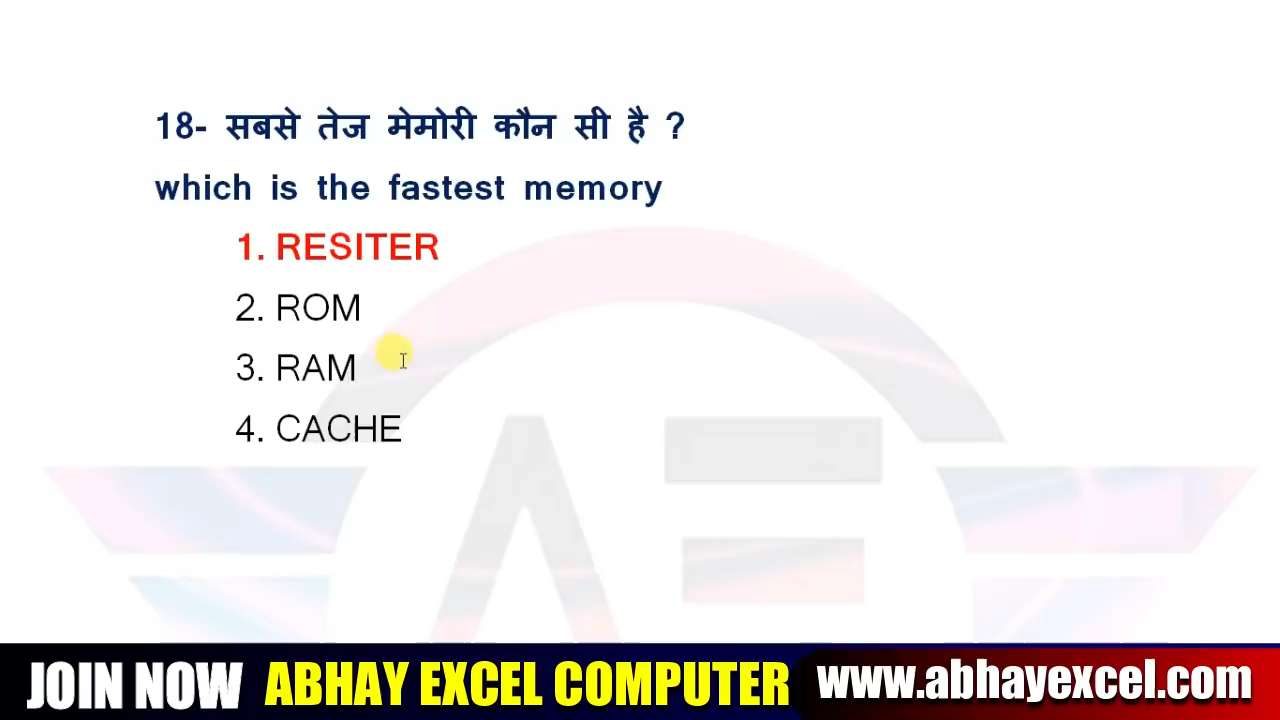 18- सबसे तेज मेमोरी कौन सी है ?
which is the fastest memory
1. RESITER
2. ROM
3. RAM
4. CACHE
AE
JOIN NOW ABHAY EXCEL COMPUTER www.abhayexcel.com